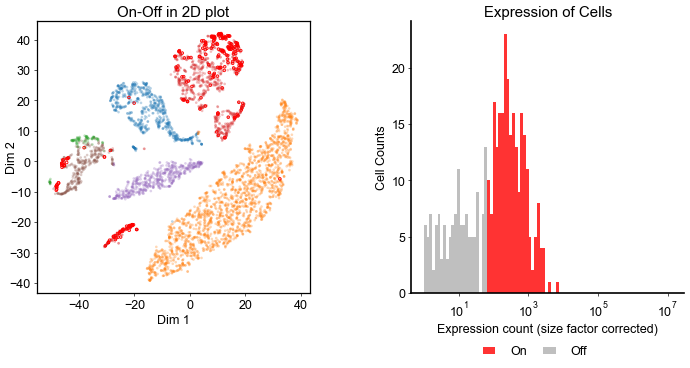 On-Off in 2D plot
40
30
20
10
0
−10
−20
−30
−40
Dim 2
−40 −20 0 20 40
Dim 1
Expression of Cells
20
15
10
5
0
Cell Counts
10^1 10^3 10^5 10^7
Expression count (size factor corrected)
On Off